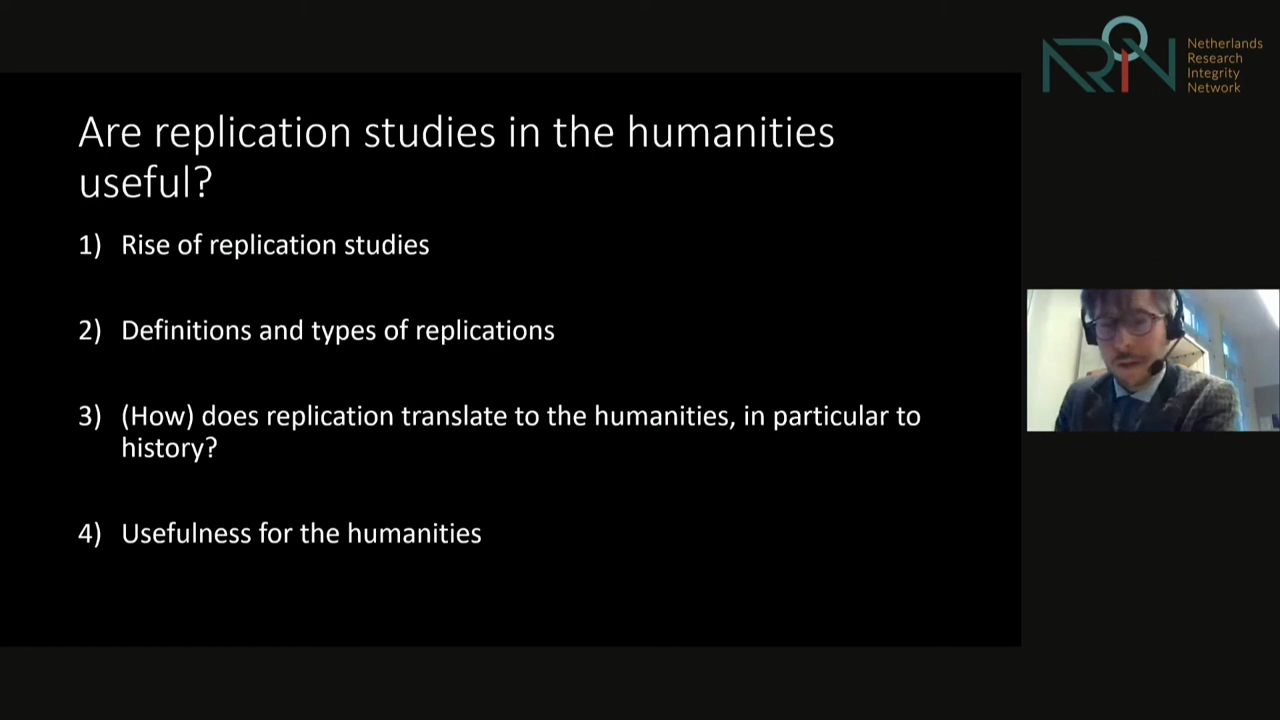 Netherlands
Research
Integrity
Network
NRIN
Are replication studies in the humanities
useful?
1) Rise of replication studies
2) Definitions and types of replications
3) (How) does replication translate to the humanities, in particular to
history?
4) Usefulness for the humanities